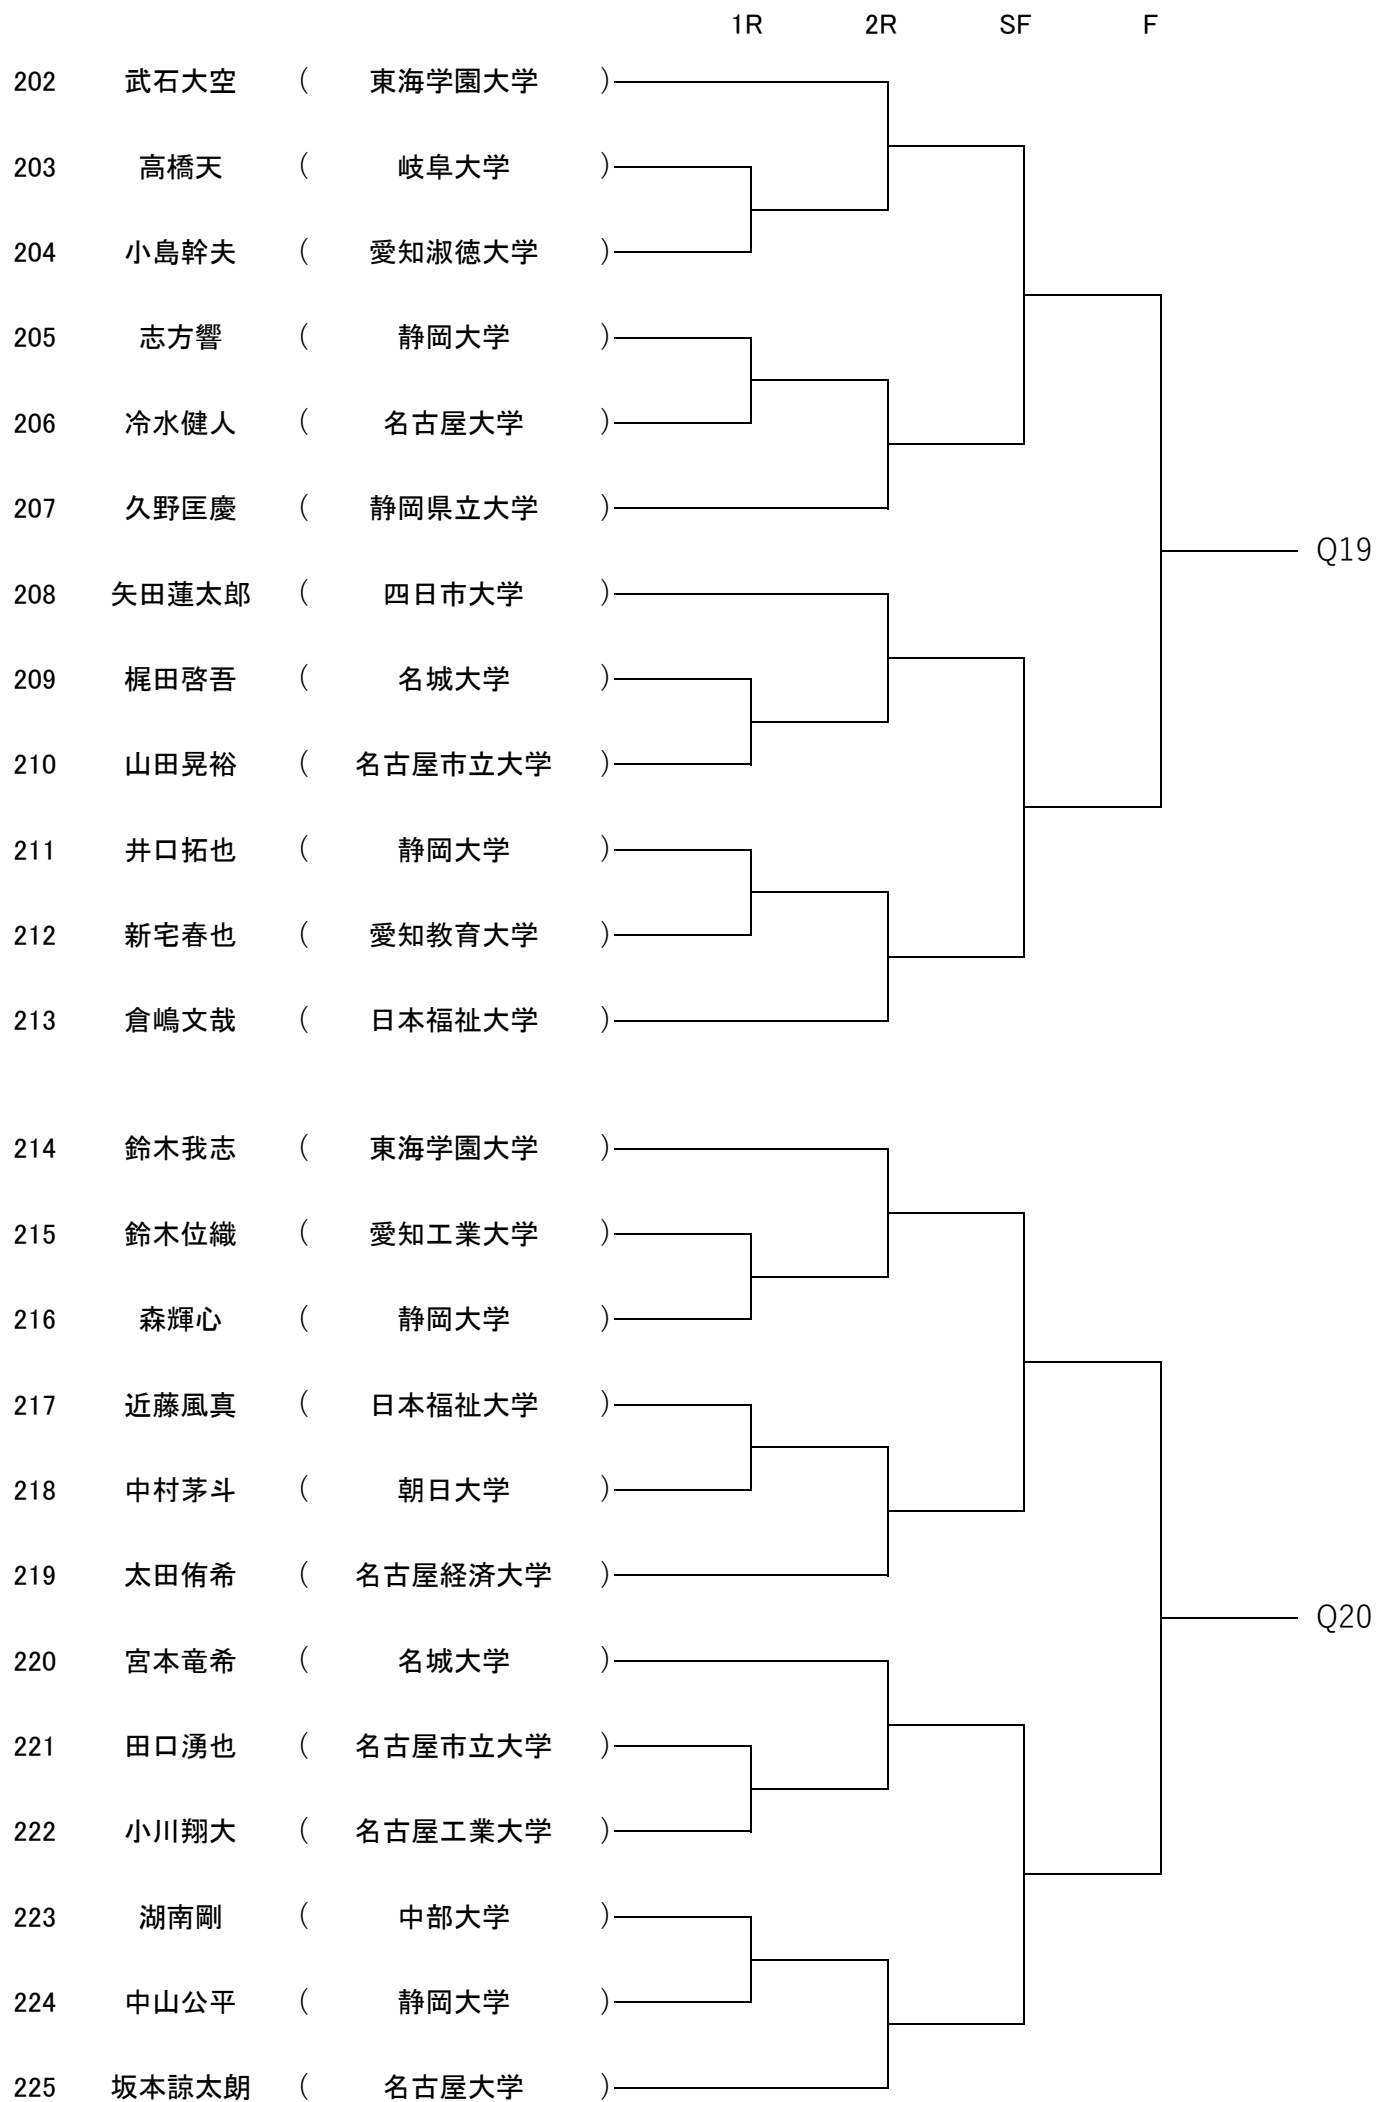 1R 2R SF F
202 武石大空 ( 東海学園大学 )
203 高橋天 ( 岐阜大学 )
204 小島幹夫 ( 愛知淑徳大学 )
205 志方響 ( 静岡大学 )
206 冷水健人 ( 名古屋大学 )
207 久野匡慶 ( 静岡県立大学 )
Q19
208 矢田蓮太郎 ( 四日市大学 )
209 梶田啓吾 ( 名城大学 )
210 山田晃裕 ( 名古屋市立大学 )
211 井口拓也 ( 静岡大学 )
212 新宅春也 ( 愛知教育大学 )
213 倉嶋文哉 ( 日本福祉大学 )
214 鈴木我志 ( 東海学園大学 )
215 鈴木位織 ( 愛知工業大学 )
216 森輝心 ( 静岡大学 )
217 近藤風真 ( 日本福祉大学 )
218 中村茅斗 ( 朝日大学 )
219 太田侑希 ( 名古屋経済大学 )
Q20
220 宮本竜希 ( 名城大学 )
221 田口湧也 ( 名古屋市立大学 )
222 小川翔大 ( 名古屋工業大学 )
223 湖南剛 ( 中部大学 )
224 中山公平 ( 静岡大学 )
225 坂本諒太朗 ( 名古屋大学 )